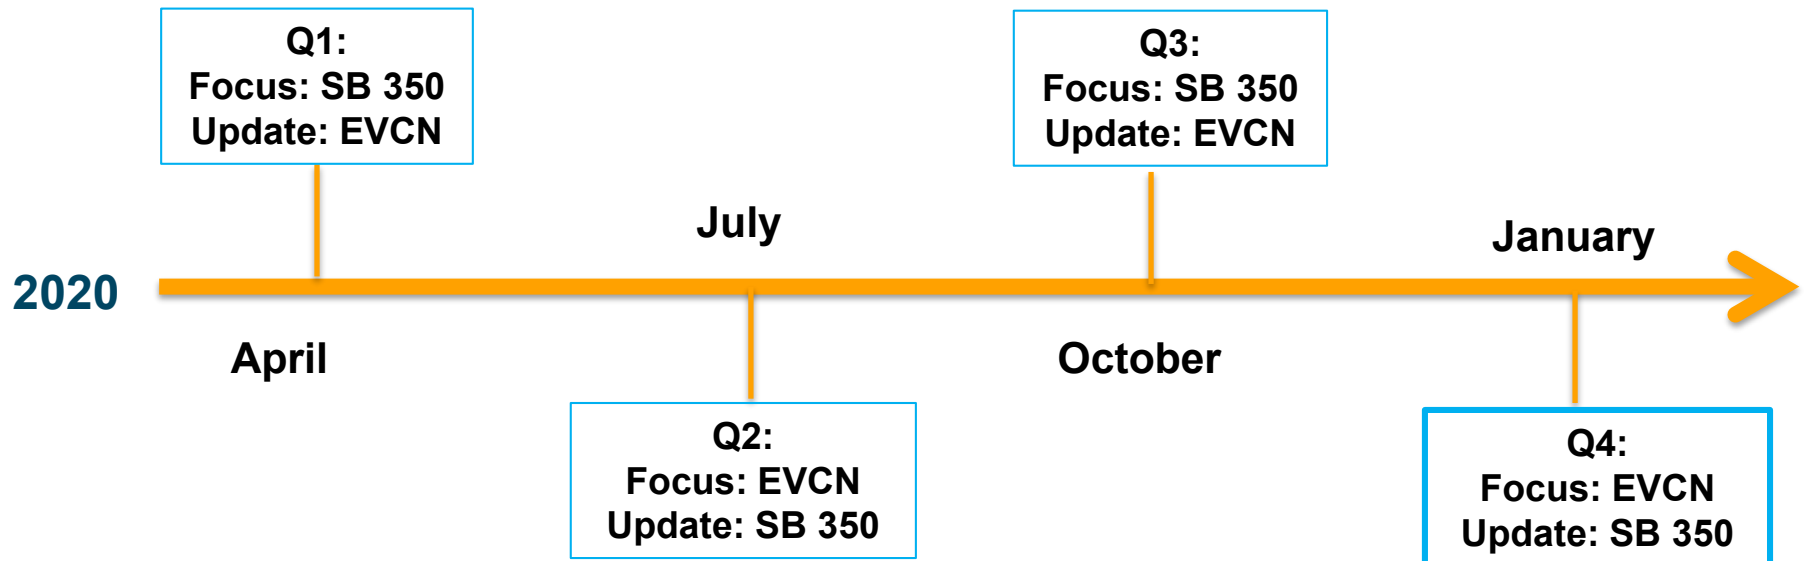 Q1:
Focus: SB 350
Update: EVCN
Q3:
Focus: SB 350
Update: EVCN
July
January
2020
April
October
Q2:
Focus: EVCN
Update: SB 350
Q4:
Focus: EVCN
Update: SB 350